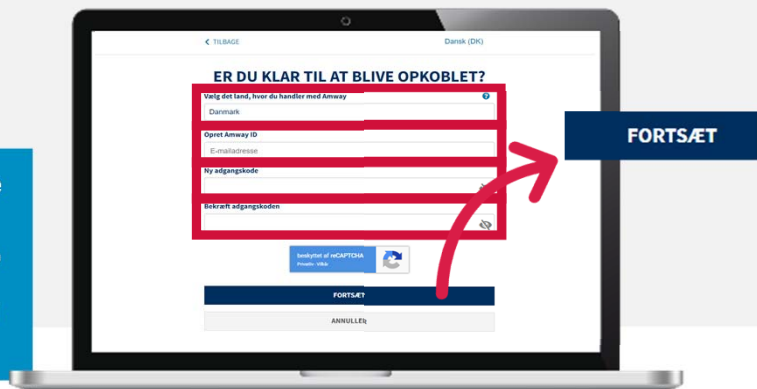 TILBAGE
Dansk (DK)
ER DU KLAR TIL AT BLIVE OPKOBLET?
Vælg det land, hvor du handler med Amway
Danmark
Opret Amway ID
E-mailadresse
Ny adgangskode
Bekræft adgangskoden
beskyttet af reCAPTCHA
Privatliv - Vilkår
FORTSÆT
ANNULLER
FORTSÆT